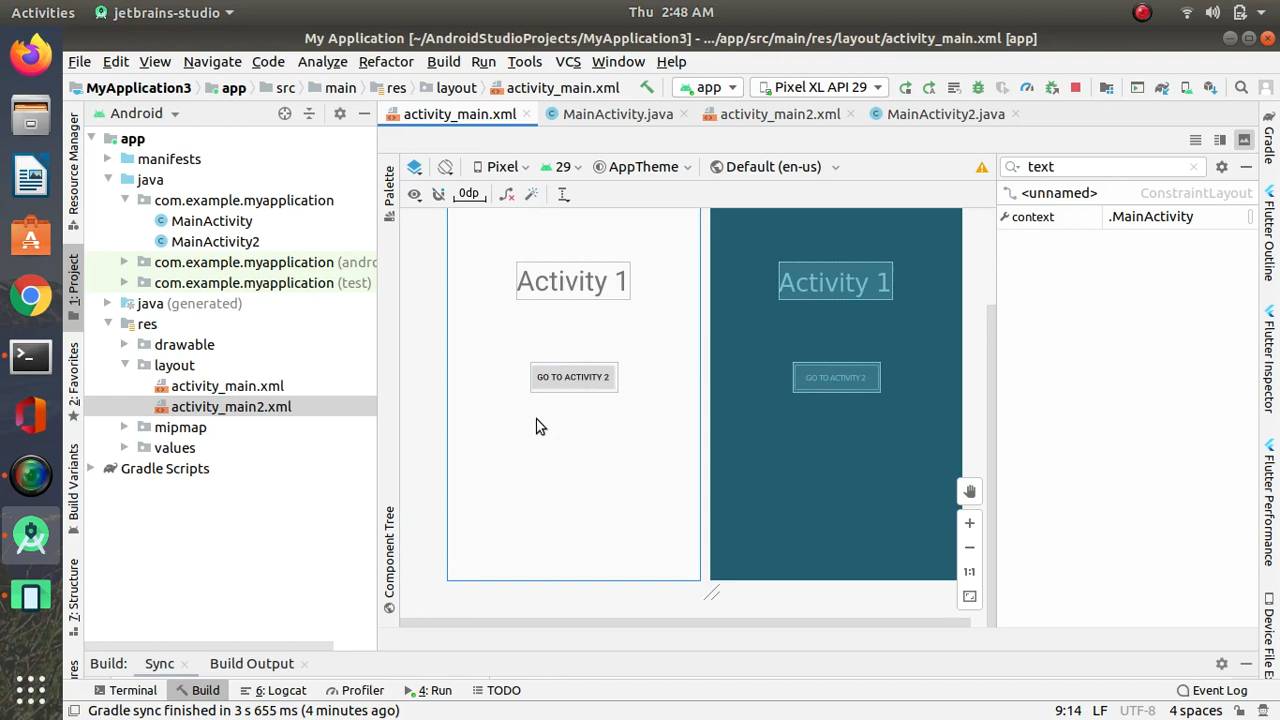 Activities jetbrains-studio Thu 2:48 AM
My Application [~/AndroidStudioProjects/MyApplication3] - .../app/src/main/res/layout/activity_main.xml [app]
File Edit View Navigate Code Analyze Refactor Build Run Tools VCS Window Help
MyApplication3 app src main res layout activity_main.xml app Pixel XL API 29
Android activity_main.xml MainActivity.java activity_main2.xml MainActivity2.java
app
manifests
java
com.example.myapplication
MainActivity
MainActivity2
com.example.myapplication (andro
com.example.myapplication (test)
java (generated)
res
drawable
layout
activity_main.xml
activity_main2.xml
mipmap
values
Gradle Scripts
Resource Manager
1: Project
2: Favorites
Build Variants
7: Structure
Palette
Component Tree
Pixel 29 AppTheme Default (en-us)
0dp
Activity 1
GO TO ACTIVITY 2
Activity 1
GO TO ACTIVITY 2
1:1
text
<unnamed> ConstraintLayout
context .MainActivity
Gradle
Flutter Outline
Flutter Inspector
Flutter Performance
Device File E
Build: Sync Build Output
Terminal Build 6: Logcat Profiler 4: Run TODO Event Log
Gradle sync finished in 3 s 655 ms (4 minutes ago) 9:14 LF UTF-8 4 spaces